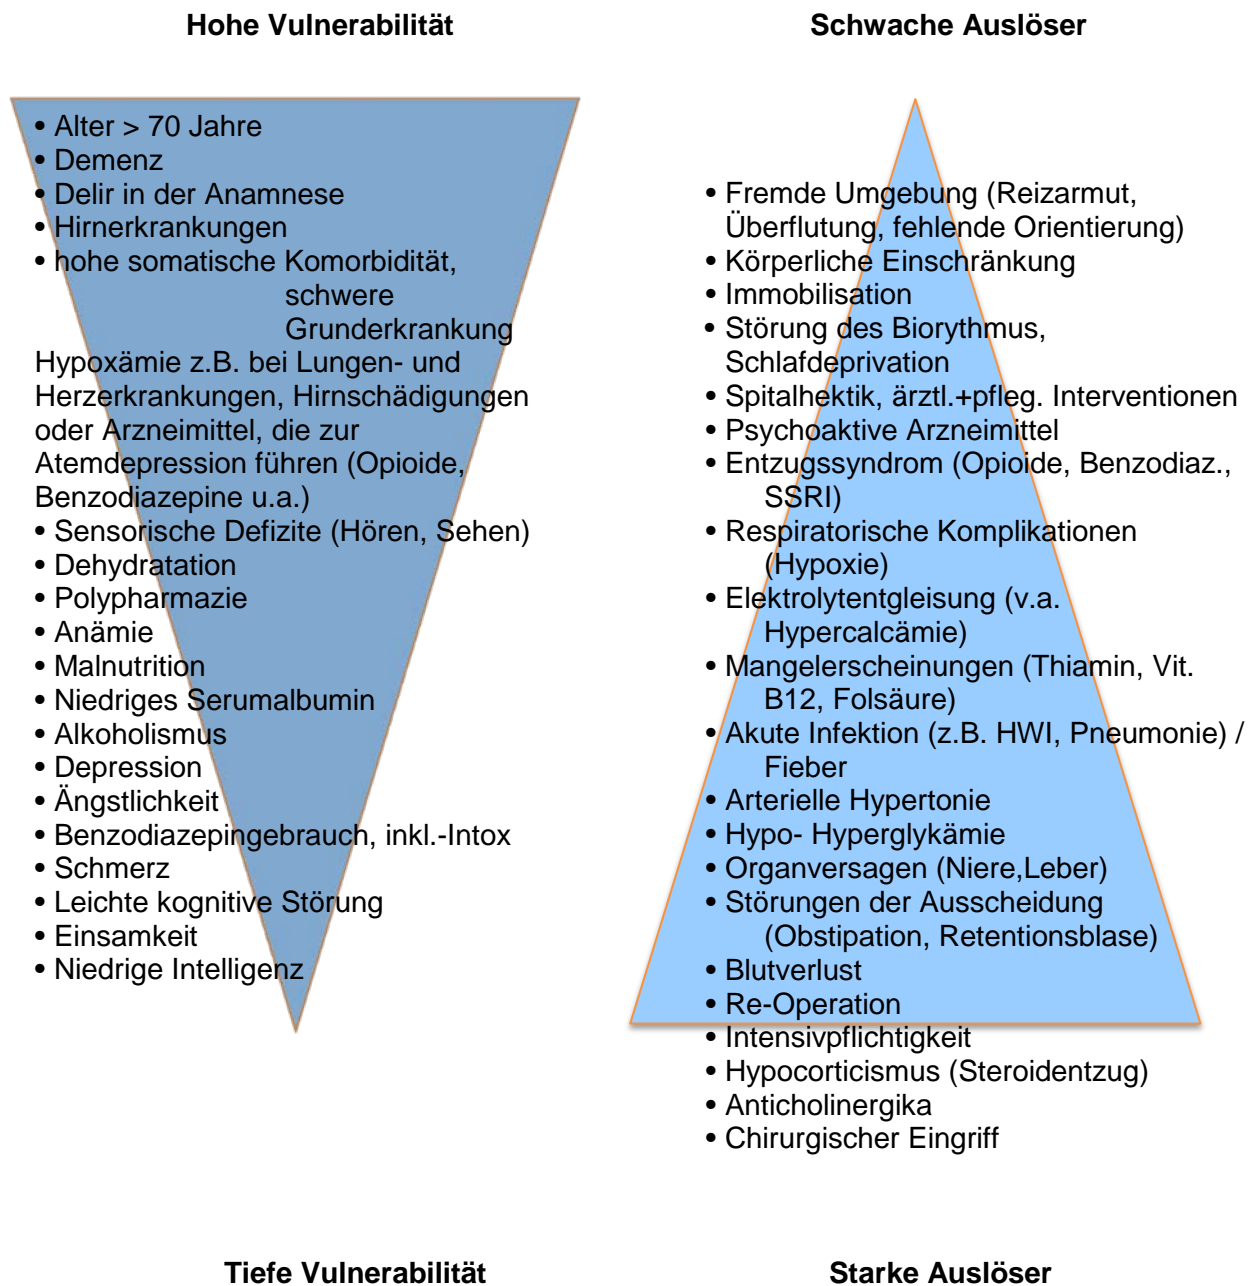 Hohe Vulnerabilität
• Alter > 70 Jahre
• Demenz
• Delir in der Anamnese
• Hirnerkrankungen
• hohe somatische Komorbidität,
schwere
Grunderkrankung
Hypoxämie z.B. bei Lungen- und
Herzerkrankungen, Hirnschädigungen
oder Arzneimittel, die zur
Atemdepression führen (Opioide,
Benzodiazepine u.a.)
• Sensorische Defizite (Hören, Sehen)
• Dehydratation
• Polypharmazie
• Anämie
• Malnutrition
• Niedriges Serumalbumin
• Alkoholismus
• Depression
• Ängstlichkeit
• Benzodiazepingebrauch, inkl.-Intox
• Schmerz
• Leichte kognitive Störung
• Einsamkeit
• Niedrige Intelligenz
Tiefe Vulnerabilität
Schwache Auslöser
• Fremde Umgebung (Reizarmut,
Überflutung, fehlende Orientierung)
• Körperliche Einschränkung
• Immobilisation
• Störung des Biorythmus,
Schlafdeprivation
• Spitalhektik, ärztl.+pfleg. Interventionen
• Psychoaktive Arzneimittel
• Entzugssyndrom (Opioide, Benzodiaz.,
SSRI)
• Respiratorische Komplikationen
(Hypoxie)
• Elektrolytentgleisung (v.a.
Hypercalcämie)
• Mangelerscheinungen (Thiamin, Vit.
B12, Folsäure)
• Akute Infektion (z.B. HWI, Pneumonie) /
Fieber
• Arterielle Hypertonie
• Hypo- Hyperglykämie
• Organversagen (Niere,Leber)
• Störungen der Ausscheidung
(Obstipation, Retentionsblase)
• Blutverlust
• Re-Operation
• Intensivpflichtigkeit
• Hypocorticismus (Steroidentzug)
• Anticholinergika
• Chirurgischer Eingriff
Starke Auslöser